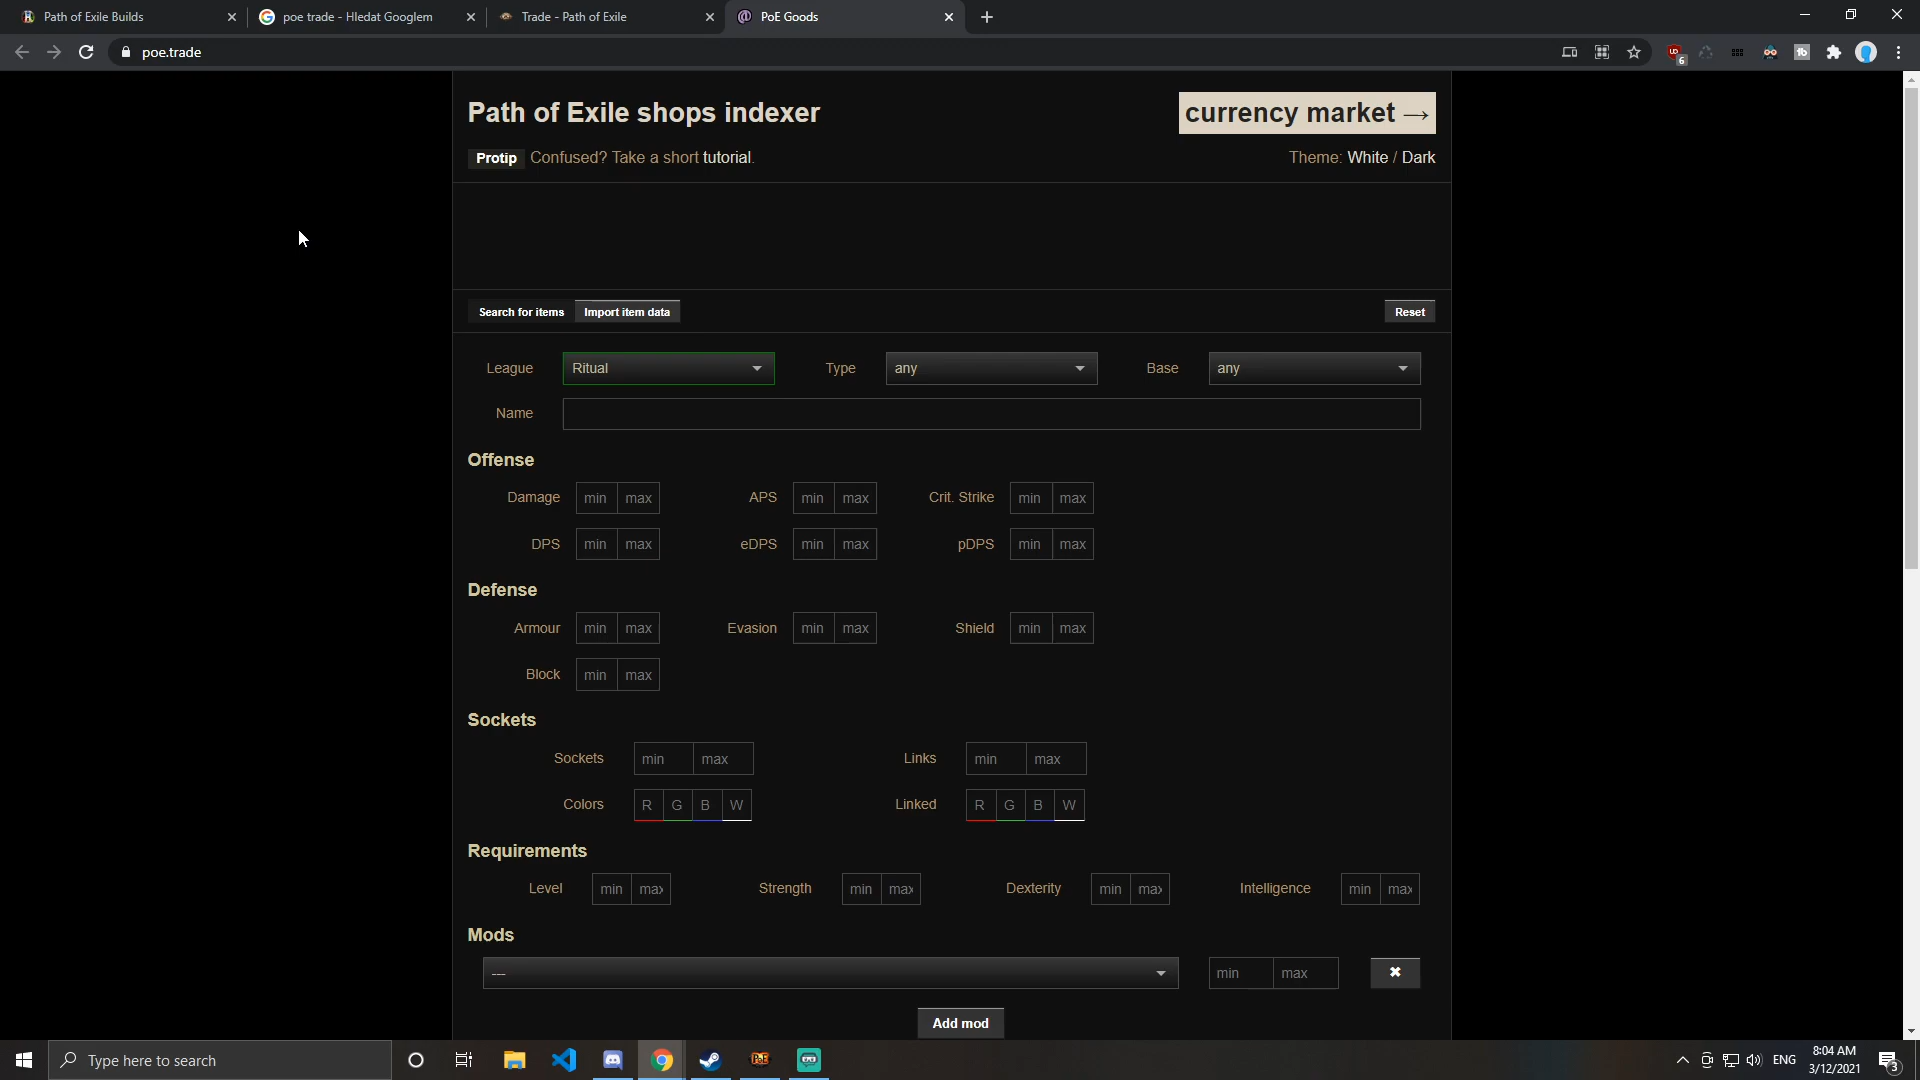 Path of Exile Builds
poe trade - Hledat Googlem
Trade - Path of Exile
PoE Goods
poe.trade
6
Path of Exile shops indexer
currency market →
Protip Confused? Take a short tutorial.
Theme: White / Dark
Search for items Import item data Reset
League Ritual Type any Base any
Name
Offense
Damage min max APS min max Crit. Strike min max
DPS min max eDPS min max pDPS min max
Defense
Armour min max Evasion min max Shield min max
Block min max
Sockets
Sockets min max Links min max
Colors R G B W Linked R G B W
Requirements
Level min max Strength min max Dexterity min max Intelligence min max
Mods
--- min max
Add mod
Type here to search
ENG
8:04 AM
3/12/2021
3